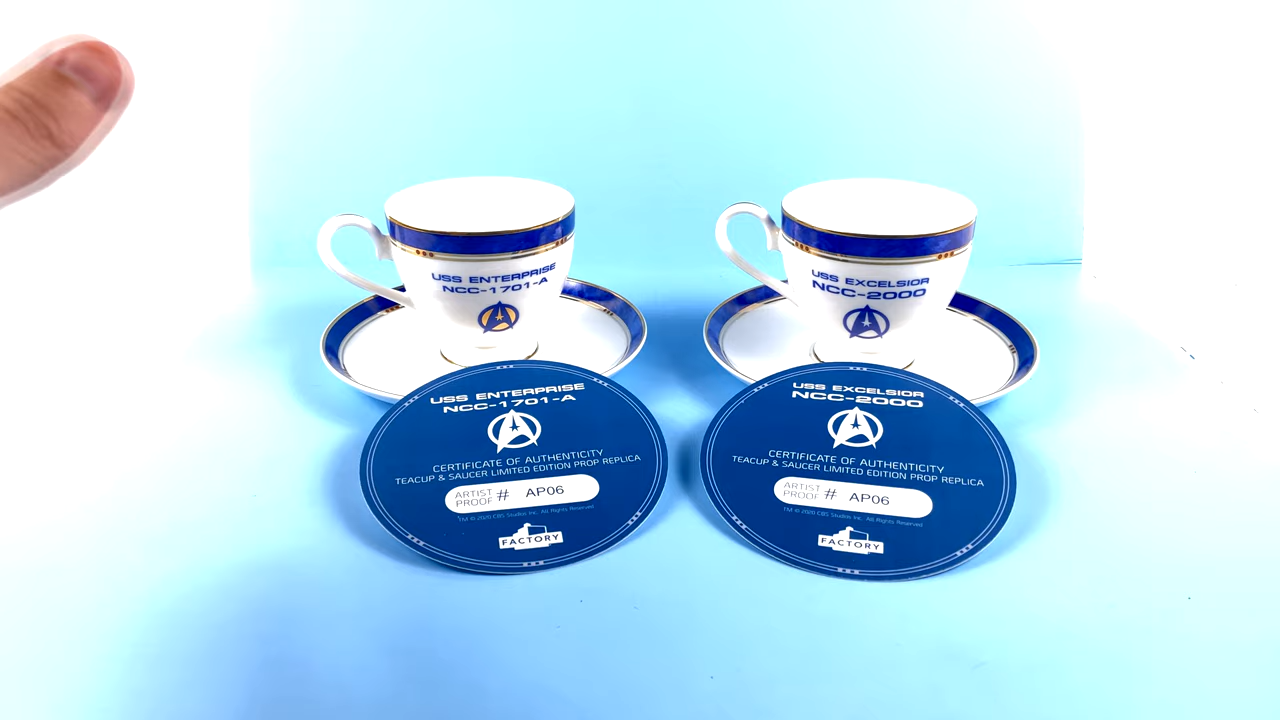 USS ENTERPRISE
NCC-1701-A
USS EXCELSIOR
NCC-2000
USS ENTERPRISE
NCC-1701-A
CERTIFICATE OF AUTHENTICITY
TEACUP & SAUCER LIMITED EDITION PROP REPLICA
ARTIST PROOF # AP06
TM © 2020 CBS Studios Inc. All Rights Reserved
FACTORY
USS EXCELSIOR
NCC-2000
CERTIFICATE OF AUTHENTICITY
TEACUP & SAUCER LIMITED EDITION PROP REPLICA
ARTIST PROOF # AP06
TM © 2020 CBS Studios Inc. All Rights Reserved
FACTORY